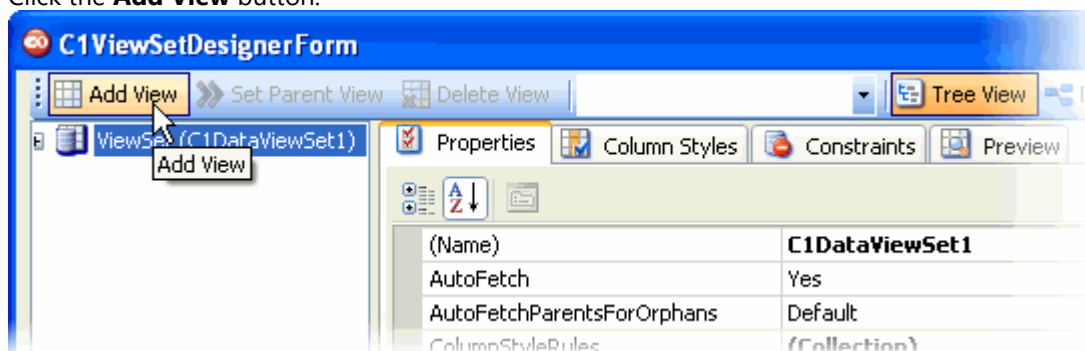 Click the Add View button.
C1ViewSetDesignerForm
Add View Set Parent View Delete View Tree View
ViewSet (C1DataViewSet1) Properties Column Styles Constraints Preview
Add View
(Name) C1DataViewSet1
AutoFetch Yes
AutoFetchParentsForOrphans Default
ColumnStyleRules (Collection)